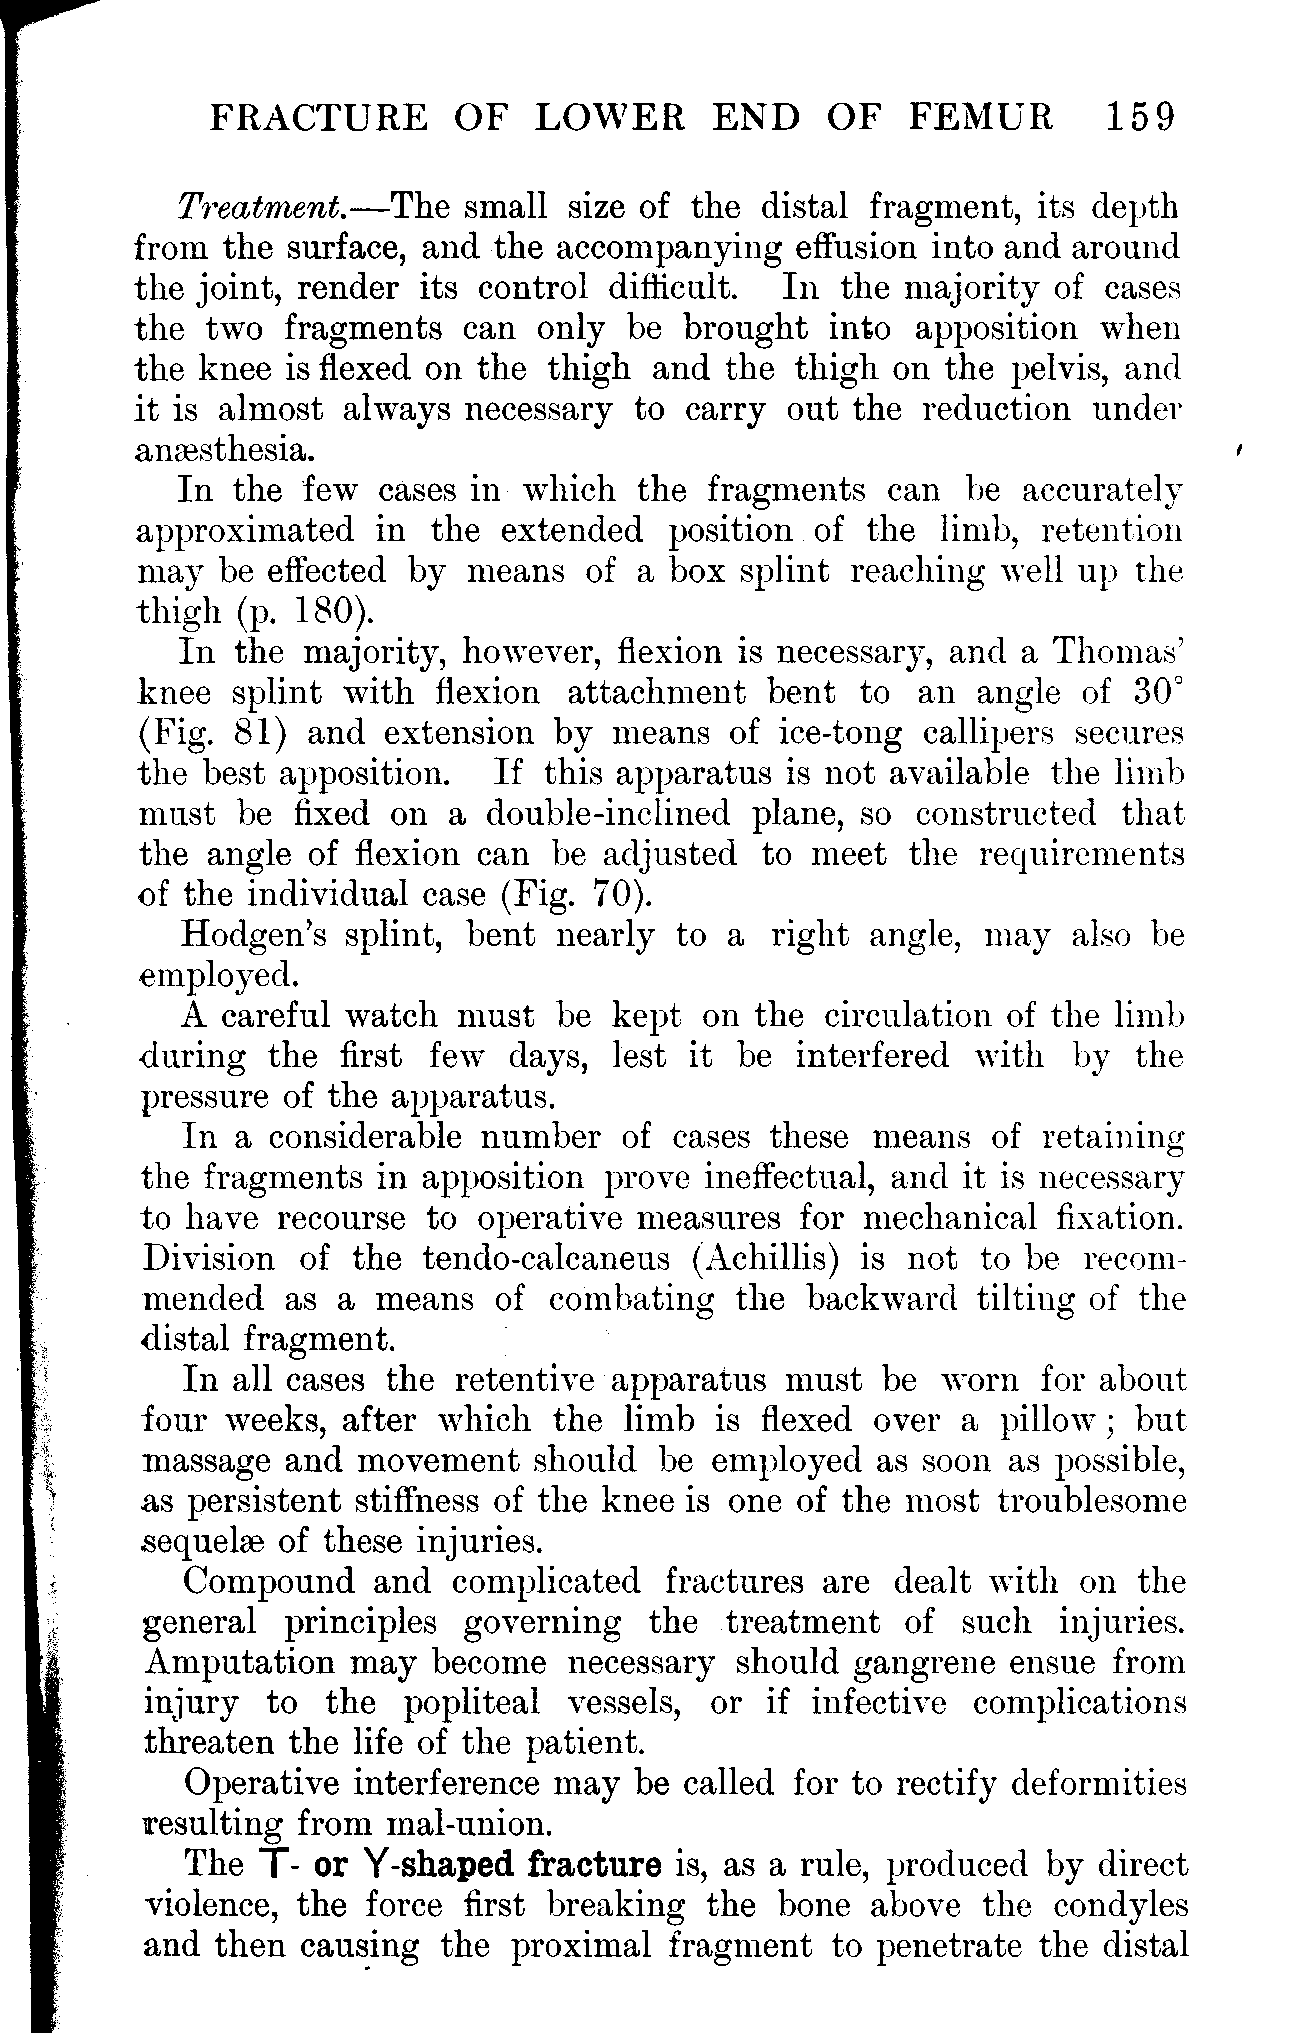 FRACTURE OF LOWER END OF FEMUR 159
Treatment.—The small size of the distal fragment, its depth
from the surface, and the accompanying effusion into and around
the joint, render its control difficult. In the majority of cases
the two fragments can only be brought into apposition when
the knee is flexed on the thigh and the thigh on the pelvis, and
it is almost always necessary to carry out the reduction under
anæsthesia.
In the few cases in which the fragments can be accurately
approximated in the extended position of the limb, retention
may be effected by means of a box splint reaching well up the
thigh (p. 180).
In the majority, however, flexion is necessary, and a Thomas’
knee splint with flexion attachment bent to an angle of 30°
(Fig. 81) and extension by means of ice-tong callipers secures
the best apposition. If this apparatus is not available the limb
must be fixed on a double-inclined plane, so constructed that
the angle of flexion can be adjusted to meet the requirements
of the individual case (Fig. 70).
Hodgen’s splint, bent nearly to a right angle, may also be
employed.
A careful watch must be kept on the circulation of the limb
during the first few days, lest it be interfered with by the
pressure of the apparatus.
In a considerable number of cases these means of retaining
the fragments in apposition prove ineffectual, and it is necessary
to have recourse to operative measures for mechanical fixation.
Division of the tendo-calcaneus (Achillis) is not to be recom-
mended as a means of combating the backward tilting of the
distal fragment.
In all cases the retentive apparatus must be worn for about
four weeks, after which the limb is flexed over a pillow ; but
massage and movement should be employed as soon as possible,
as persistent stiffness of the knee is one of the most troublesome
sequelæ of these injuries.
Compound and complicated fractures are dealt with on the
general principles governing the treatment of such injuries.
Amputation may become necessary should gangrene ensue from
injury to the popliteal vessels, or if infective complications
threaten the life of the patient.
Operative interference may be called for to rectify deformities
resulting from mal-union.
The T- or Y-shaped fracture is, as a rule, produced by direct
violence, the force first breaking the bone above the condyles
and then causing the proximal fragment to penetrate the distal